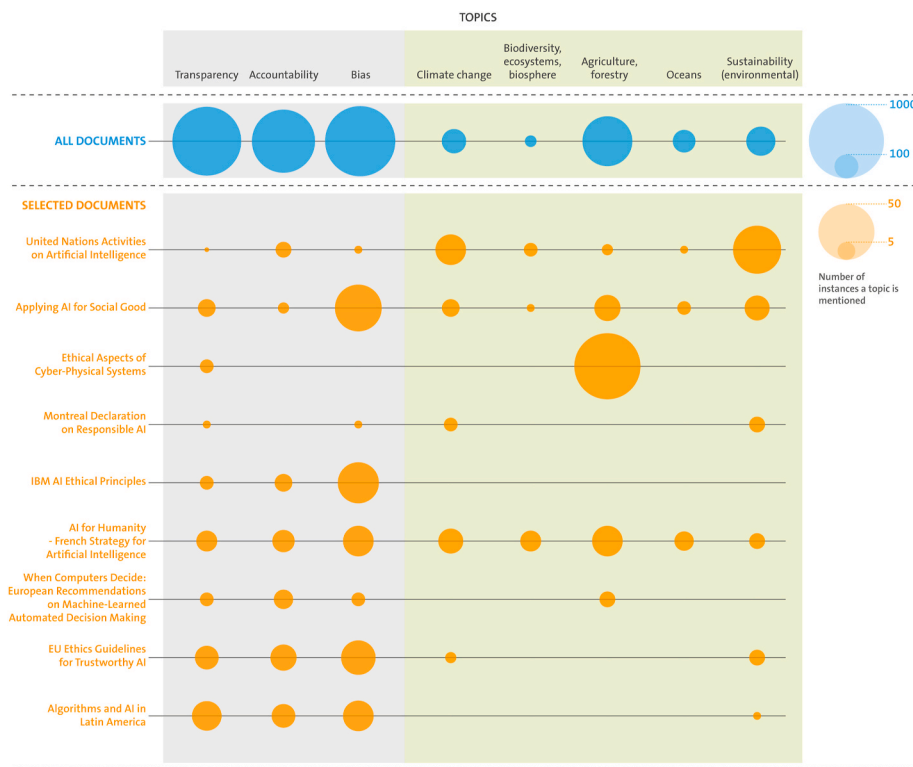 TOPICS
Transparency
Accountability
Bias
Climate change
Biodiversity,
ecosystems,
biosphere
Agriculture,
forestry
Oceans
Sustainability
(environmental)
ALL DOCUMENTS
1000
100
SELECTED DOCUMENTS
50
5
Number of
instances a topic is
mentioned
United Nations Activities
on Artificial Intelligence
Applying AI for Social Good
Ethical Aspects of
Cyber-Physical Systems
Montreal Declaration
on Responsible AI
IBM AI Ethical Principles
AI for Humanity
- French Strategy for
Artificial Intelligence
When Computers Decide:
European Recommendations
on Machine-Learned
Automated Decision Making
EU Ethics Guidelines
for Trustworthy AI
Algorithms and AI in
Latin America